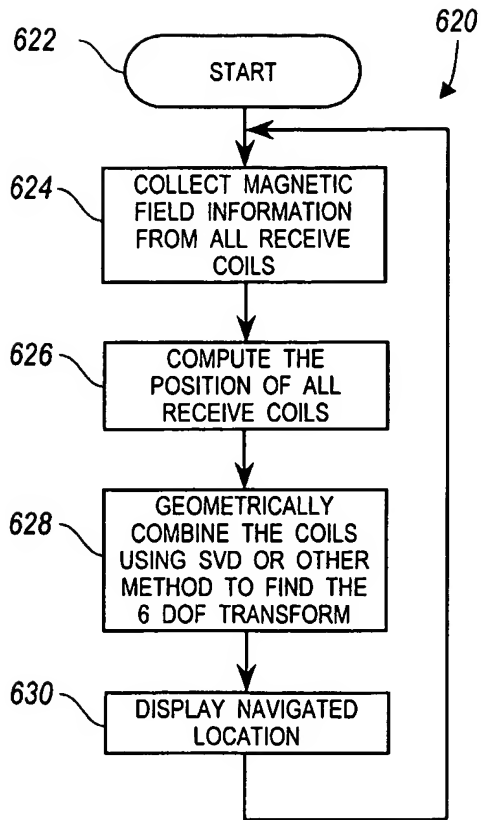 620
622
START
624
COLLECT MAGNETIC
FIELD INFORMATION
FROM ALL RECEIVE
COILS
626
COMPUTE THE
POSITION OF ALL
RECEIVE COILS
628
GEOMETRICALLY
COMBINE THE COILS
USING SVD OR OTHER
METHOD TO FIND THE
6 DOF TRANSFORM
630
DISPLAY NAVIGATED
LOCATION